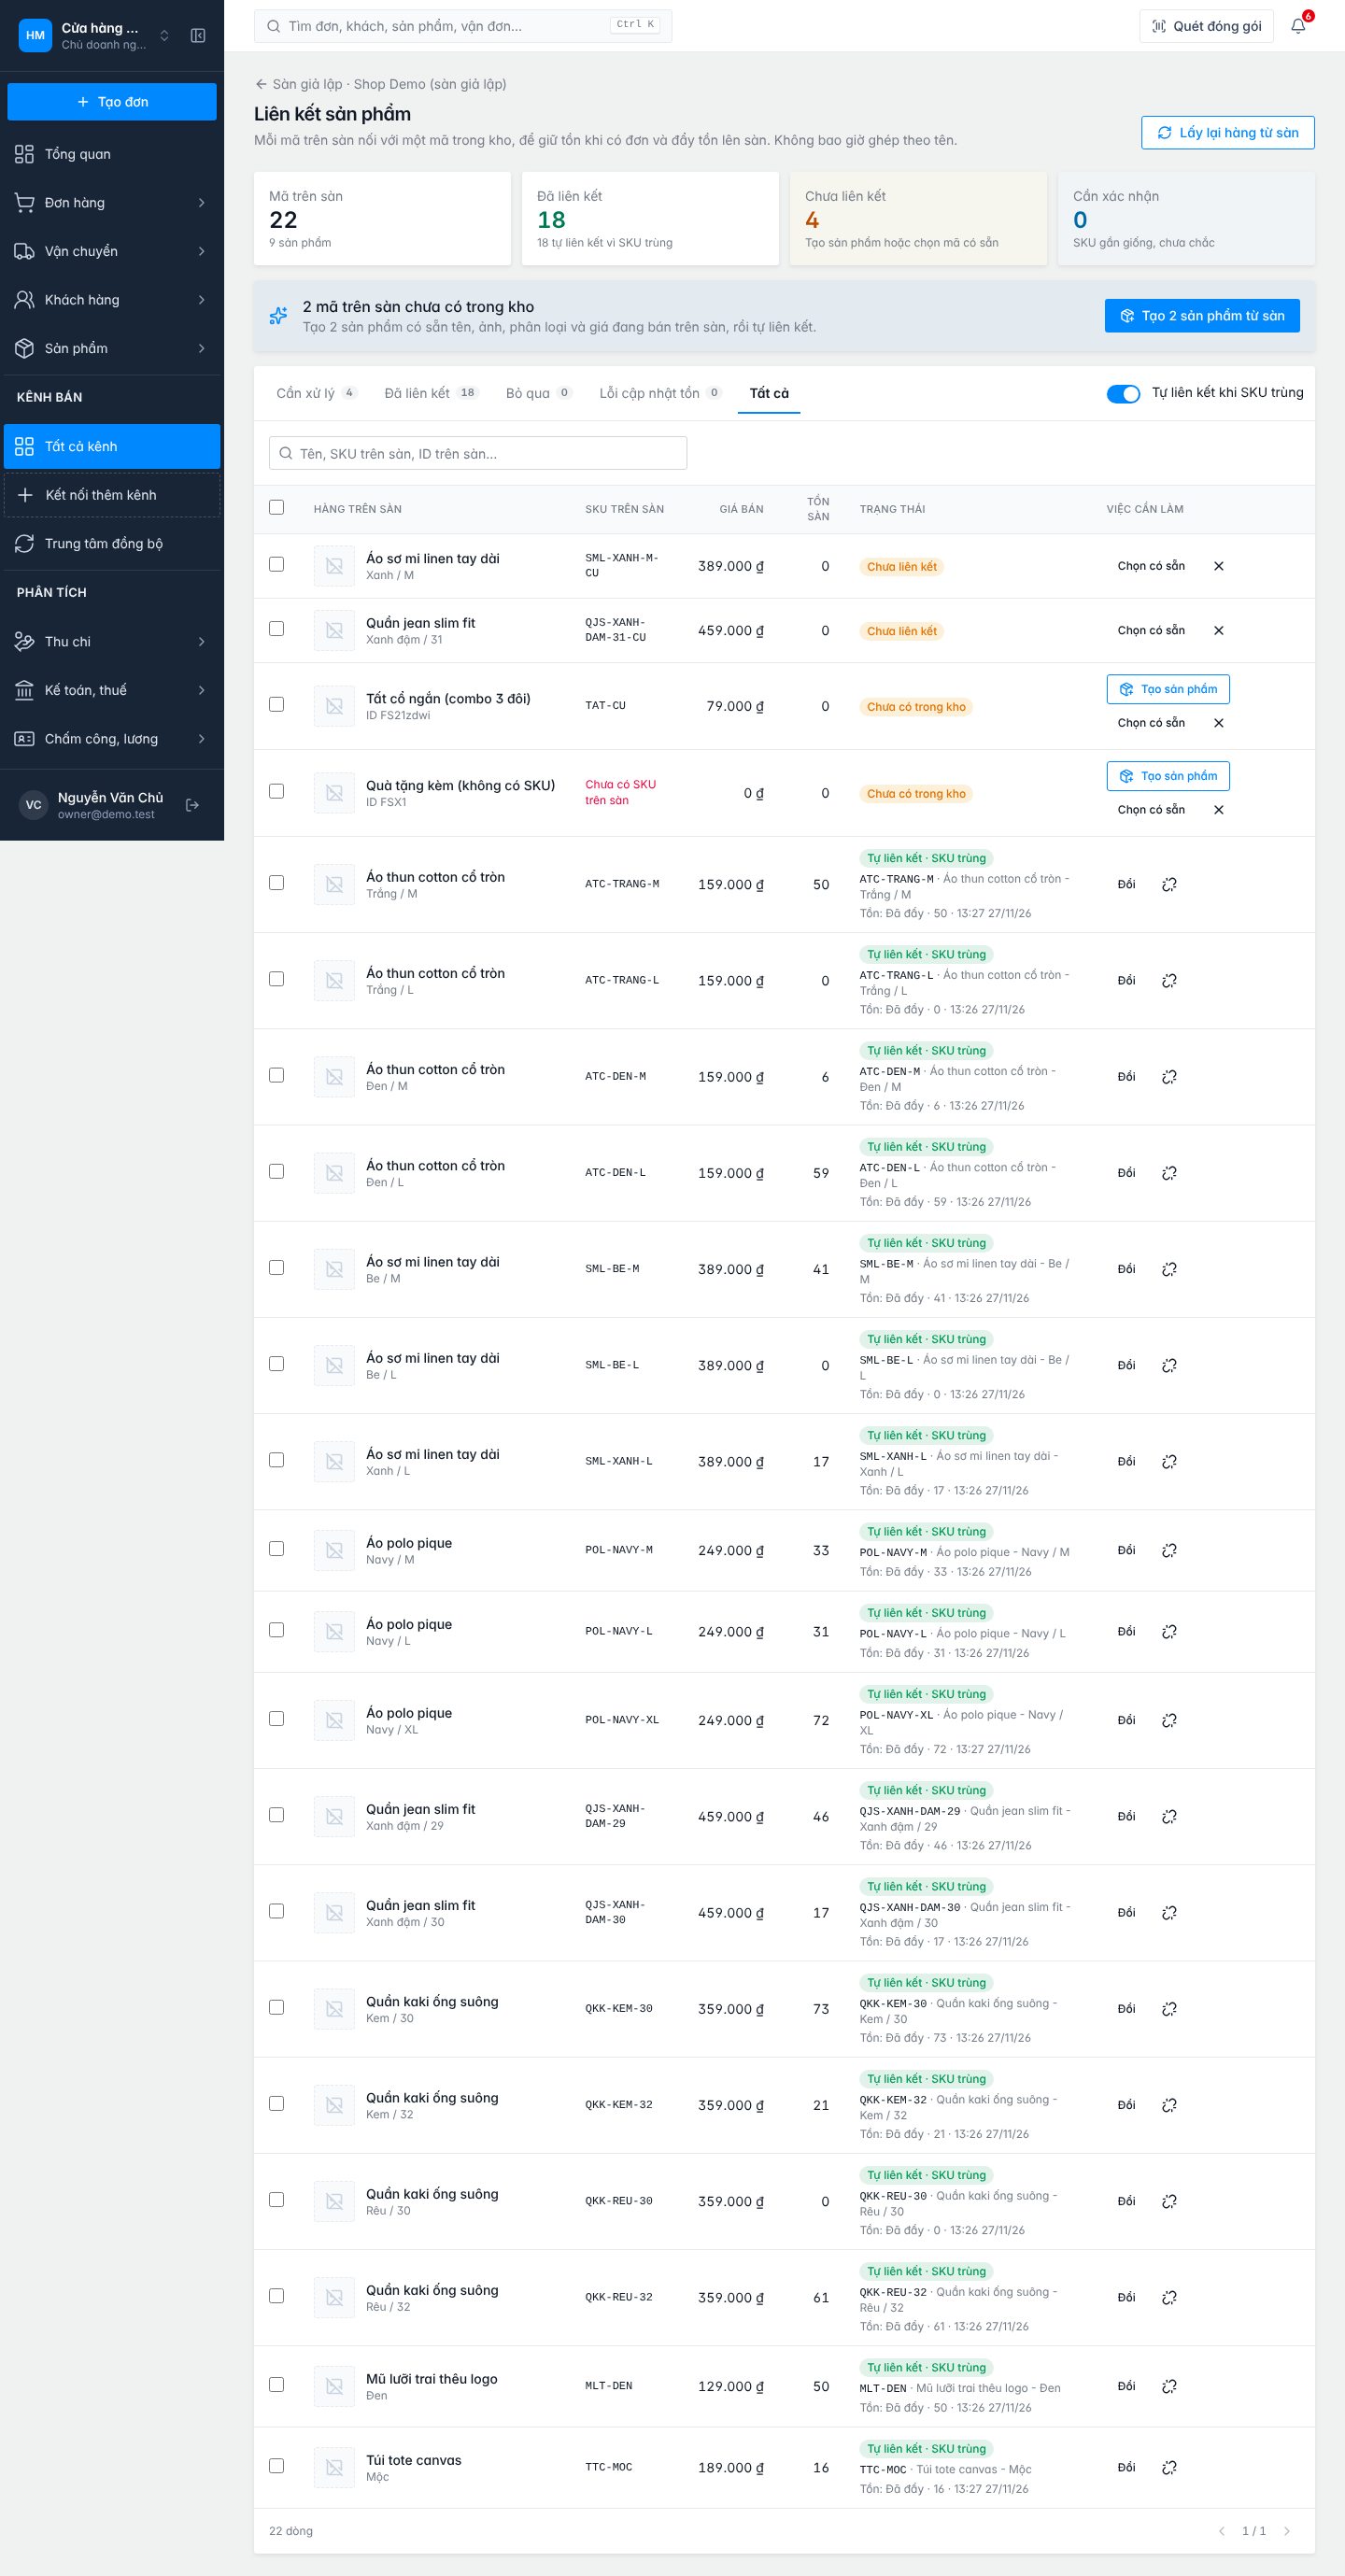 HM
Cửa hàng ...
Chủ doanh ng...
Tìm đơn, khách, sản phẩm, vận đơn...
Ctrl K
Quét đóng gói
6
Tạo đơn
Tổng quan
Đơn hàng
Vận chuyển
Khách hàng
Sản phẩm
KÊNH BÁN
Tất cả kênh
Kết nối thêm kênh
Trung tâm đồng bộ
PHÂN TÍCH
Thu chi
Kế toán, thuế
Chấm công, lương
VC
Nguyễn Văn Chủ
owner@demo.test
Sàn giả lập · Shop Demo (sàn giả lập)
Liên kết sản phẩm
Mỗi mã trên sàn nối với một mã trong kho, để giữ tồn khi có đơn và đẩy tồn lên sàn. Không bao giờ ghép theo tên.
Lấy lại hàng từ sàn
Mã trên sàn
22
9 sản phẩm
Đã liên kết
18
18 tự liên kết vì SKU trùng
Chưa liên kết
4
Tạo sản phẩm hoặc chọn mã có sẵn
Cần xác nhận
0
SKU gần giống, chưa chắc
2 mã trên sàn chưa có trong kho
Tạo 2 sản phẩm có sẵn tên, ảnh, phân loại và giá đang bán trên sàn, rồi tự liên kết.
Tạo 2 sản phẩm từ sàn
Cần xử lý 4
Đã liên kết 18
Bỏ qua 0
Lỗi cập nhật tồn 0
Tất cả
Tự liên kết khi SKU trùng
Tên, SKU trên sàn, ID trên sàn...
HÀNG TRÊN SÀN
SKU TRÊN SÀN
GIÁ BÁN
TỒN
SÀN
TRẠNG THÁI
VIỆC CẦN LÀM
Áo sơ mi linen tay dài
Xanh / M
SML-XANH-M-
CU
389.000 ₫
0
Chưa liên kết
Chọn có sẵn
Quần jean slim fit
Xanh đậm / 31
QJS-XANH-
DAM-31-CU
459.000 ₫
0
Chưa liên kết
Chọn có sẵn
Tất cổ ngắn (combo 3 đôi)
ID FS21zdwi
TAT-CU
79.000 ₫
0
Chưa có trong kho
Tạo sản phẩm
Chọn có sẵn
Quà tặng kèm (không có SKU)
ID FSX1
Chưa có SKU
trên sàn
0 ₫
0
Chưa có trong kho
Tạo sản phẩm
Chọn có sẵn
Áo thun cotton cổ tròn
Trắng / M
ATC-TRANG-M
159.000 ₫
50
Tự liên kết · SKU trùng
ATC-TRANG-M · Áo thun cotton cổ tròn -
Trắng / M
Tồn: Đã đẩy · 50 · 13:27 27/11/26
Đổi
Áo thun cotton cổ tròn
Trắng / L
ATC-TRANG-L
159.000 ₫
0
Tự liên kết · SKU trùng
ATC-TRANG-L · Áo thun cotton cổ tròn -
Trắng / L
Tồn: Đã đẩy · 0 · 13:26 27/11/26
Đổi
Áo thun cotton cổ tròn
Đen / M
ATC-DEN-M
159.000 ₫
6
Tự liên kết · SKU trùng
ATC-DEN-M · Áo thun cotton cổ tròn -
Đen / M
Tồn: Đã đẩy · 6 · 13:26 27/11/26
Đổi
Áo thun cotton cổ tròn
Đen / L
ATC-DEN-L
159.000 ₫
59
Tự liên kết · SKU trùng
ATC-DEN-L · Áo thun cotton cổ tròn -
Đen / L
Tồn: Đã đẩy · 59 · 13:26 27/11/26
Đổi
Áo sơ mi linen tay dài
Be / M
SML-BE-M
389.000 ₫
41
Tự liên kết · SKU trùng
SML-BE-M · Áo sơ mi linen tay dài - Be /
M
Tồn: Đã đẩy · 41 · 13:26 27/11/26
Đổi
Áo sơ mi linen tay dài
Be / L
SML-BE-L
389.000 ₫
0
Tự liên kết · SKU trùng
SML-BE-L · Áo sơ mi linen tay dài - Be /
L
Tồn: Đã đẩy · 0 · 13:26 27/11/26
Đổi
Áo sơ mi linen tay dài
Xanh / L
SML-XANH-L
389.000 ₫
17
Tự liên kết · SKU trùng
SML-XANH-L · Áo sơ mi linen tay dài -
Xanh / L
Tồn: Đã đẩy · 17 · 13:26 27/11/26
Đổi
Áo polo pique
Navy / M
POL-NAVY-M
249.000 ₫
33
Tự liên kết · SKU trùng
POL-NAVY-M · Áo polo pique - Navy / M
Tồn: Đã đẩy · 33 · 13:26 27/11/26
Đổi
Áo polo pique
Navy / L
POL-NAVY-L
249.000 ₫
31
Tự liên kết · SKU trùng
POL-NAVY-L · Áo polo pique - Navy / L
Tồn: Đã đẩy · 31 · 13:26 27/11/26
Đổi
Áo polo pique
Navy / XL
POL-NAVY-XL
249.000 ₫
72
Tự liên kết · SKU trùng
POL-NAVY-XL · Áo polo pique - Navy /
XL
Tồn: Đã đẩy · 72 · 13:27 27/11/26
Đổi
Quần jean slim fit
Xanh đậm / 29
QJS-XANH-
DAM-29
459.000 ₫
46
Tự liên kết · SKU trùng
QJS-XANH-DAM-29 · Quần jean slim fit -
Xanh đậm / 29
Tồn: Đã đẩy · 46 · 13:26 27/11/26
Đổi
Quần jean slim fit
Xanh đậm / 30
QJS-XANH-
DAM-30
459.000 ₫
17
Tự liên kết · SKU trùng
QJS-XANH-DAM-30 · Quần jean slim fit -
Xanh đậm / 30
Tồn: Đã đẩy · 17 · 13:26 27/11/26
Đổi
Quần kaki ống suông
Kem / 30
QKK-KEM-30
359.000 ₫
73
Tự liên kết · SKU trùng
QKK-KEM-30 · Quần kaki ống suông -
Kem / 30
Tồn: Đã đẩy · 73 · 13:26 27/11/26
Đổi
Quần kaki ống suông
Kem / 32
QKK-KEM-32
359.000 ₫
21
Tự liên kết · SKU trùng
QKK-KEM-32 · Quần kaki ống suông -
Kem / 32
Tồn: Đã đẩy · 21 · 13:26 27/11/26
Đổi
Quần kaki ống suông
Rêu / 30
QKK-REU-30
359.000 ₫
0
Tự liên kết · SKU trùng
QKK-REU-30 · Quần kaki ống suông -
Rêu / 30
Tồn: Đã đẩy · 0 · 13:26 27/11/26
Đổi
Quần kaki ống suông
Rêu / 32
QKK-REU-32
359.000 ₫
61
Tự liên kết · SKU trùng
QKK-REU-32 · Quần kaki ống suông -
Rêu / 32
Tồn: Đã đẩy · 61 · 13:26 27/11/26
Đổi
Mũ lưỡi trai thêu logo
Đen
MLT-DEN
129.000 ₫
50
Tự liên kết · SKU trùng
MLT-DEN · Mũ lưỡi trai thêu logo - Đen
Tồn: Đã đẩy · 50 · 13:26 27/11/26
Đổi
Túi tote canvas
Mộc
TTC-MOC
189.000 ₫
16
Tự liên kết · SKU trùng
TTC-MOC · Túi tote canvas - Mộc
Tồn: Đã đẩy · 16 · 13:27 27/11/26
Đổi
22 dòng
1 / 1